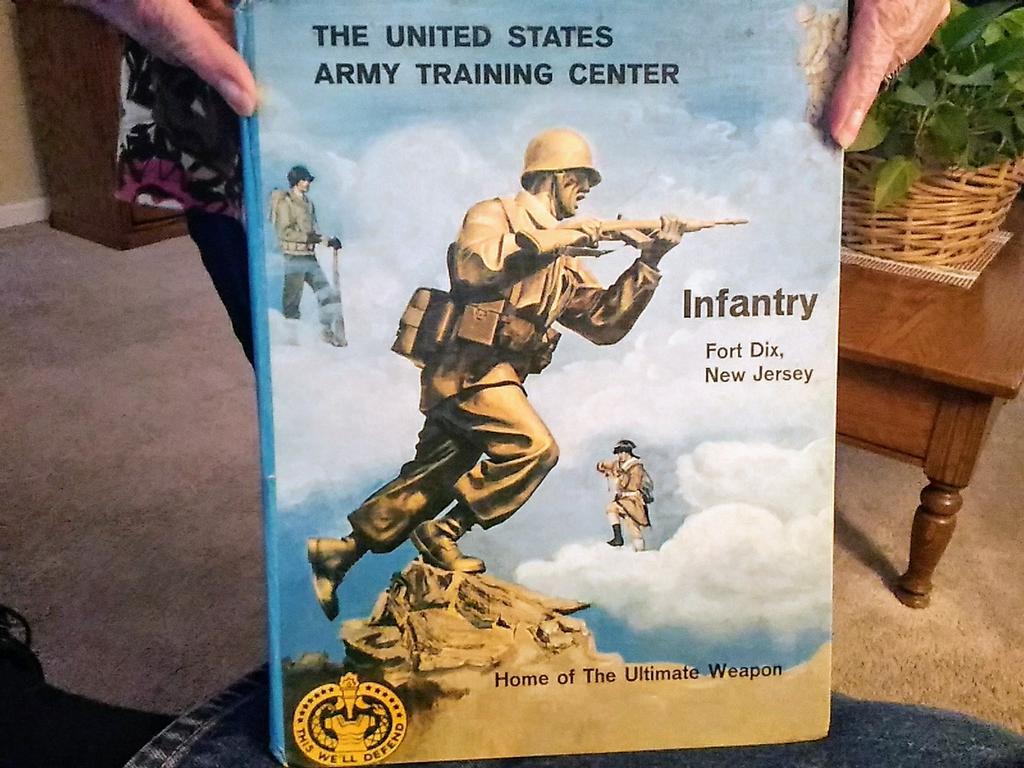 THE UNITED STATES
ARMY TRAINING CENTER
Infantry
Fort Dix,
New Jersey
Home of The Ultimate Weapon
THIS WE'LL DEFEND